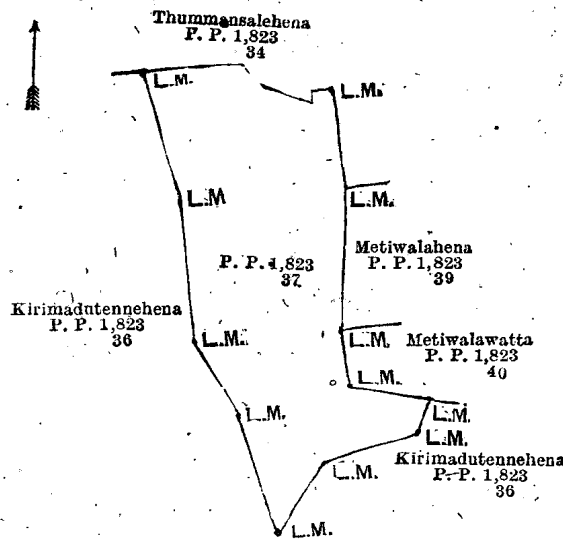 Thummansalehena
P. P. 1,823
34
L.M.
L.M.
L.M
L.M.
Metiwalahena
P. P. 1,823
39
P. P. 1,823
37
Kirimadutennehena
P. P. 1,823
36
L.M.
L.M.
Metiwalawatta
P. P. 1,823
40
L.M.
L.M.
L.M.
L.M.
Kirimadutennehena
P. P. 1,823
36
L.M.
L.M.